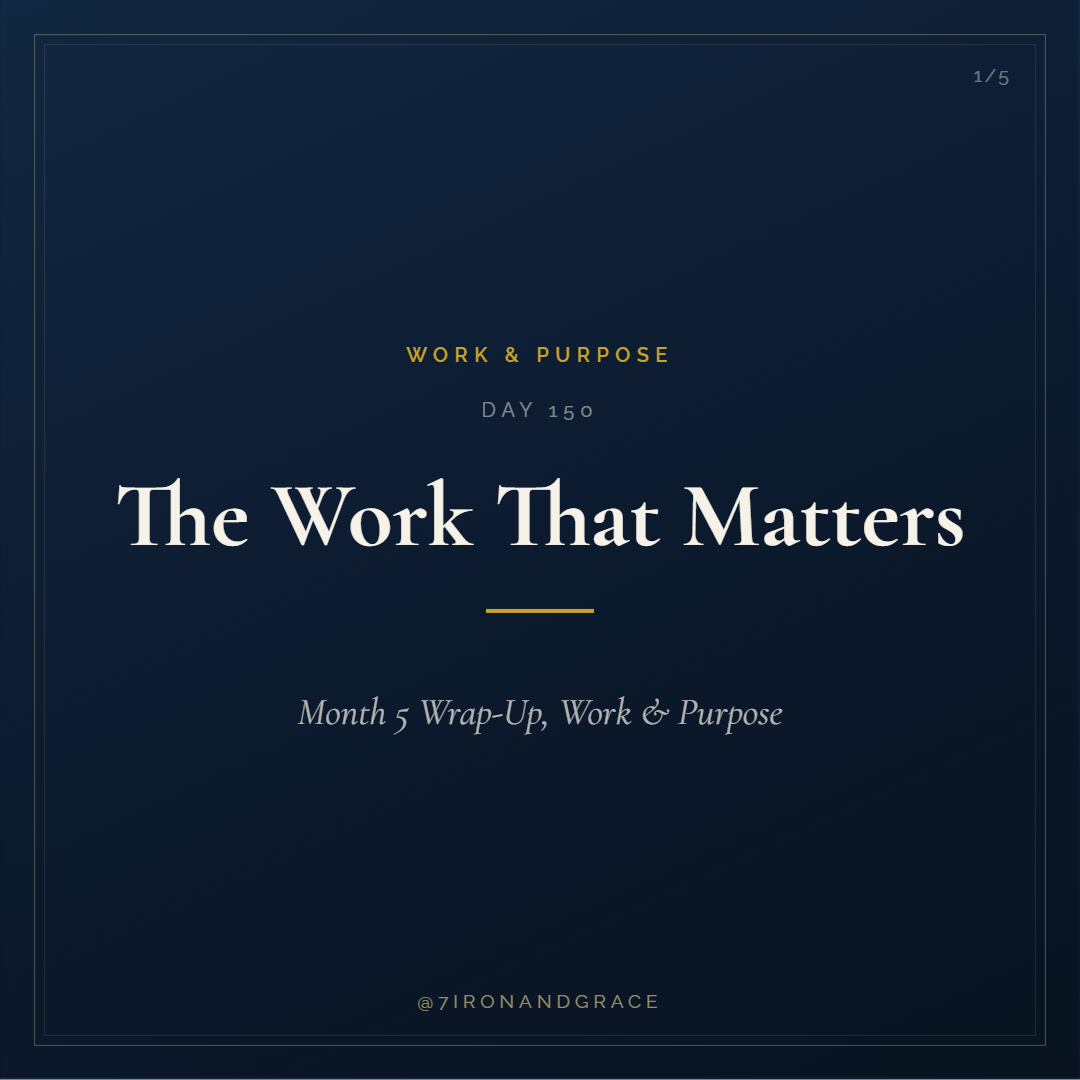 1/5
WORK & PURPOSE
DAY 150
The Work That Matters
Month 5 Wrap-Up, Work & Purpose
@7IRONANDGRACE